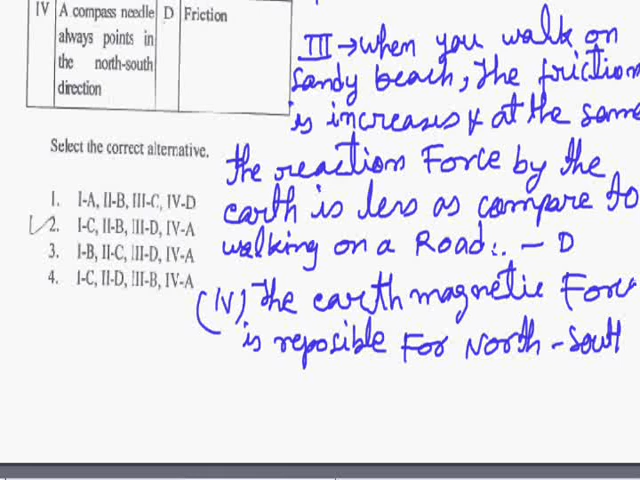 IV A compass needle D Friction
always points in
the north-south
direction
Select the correct alternative.
1. I-A, II-B, III-C, IV-D
2. I-C, II-B, III-D, IV-A
3. I-B, II-C, III-D, IV-A
4. I-C, II-D, III-B, IV-A
III → when you walk on
sandy beach, the friction
is increases & at the same
the reaction Force by the
earth is less as compare to
walking on a Road. - D
(IV) The earth magnetic Force
is reposible For North - South